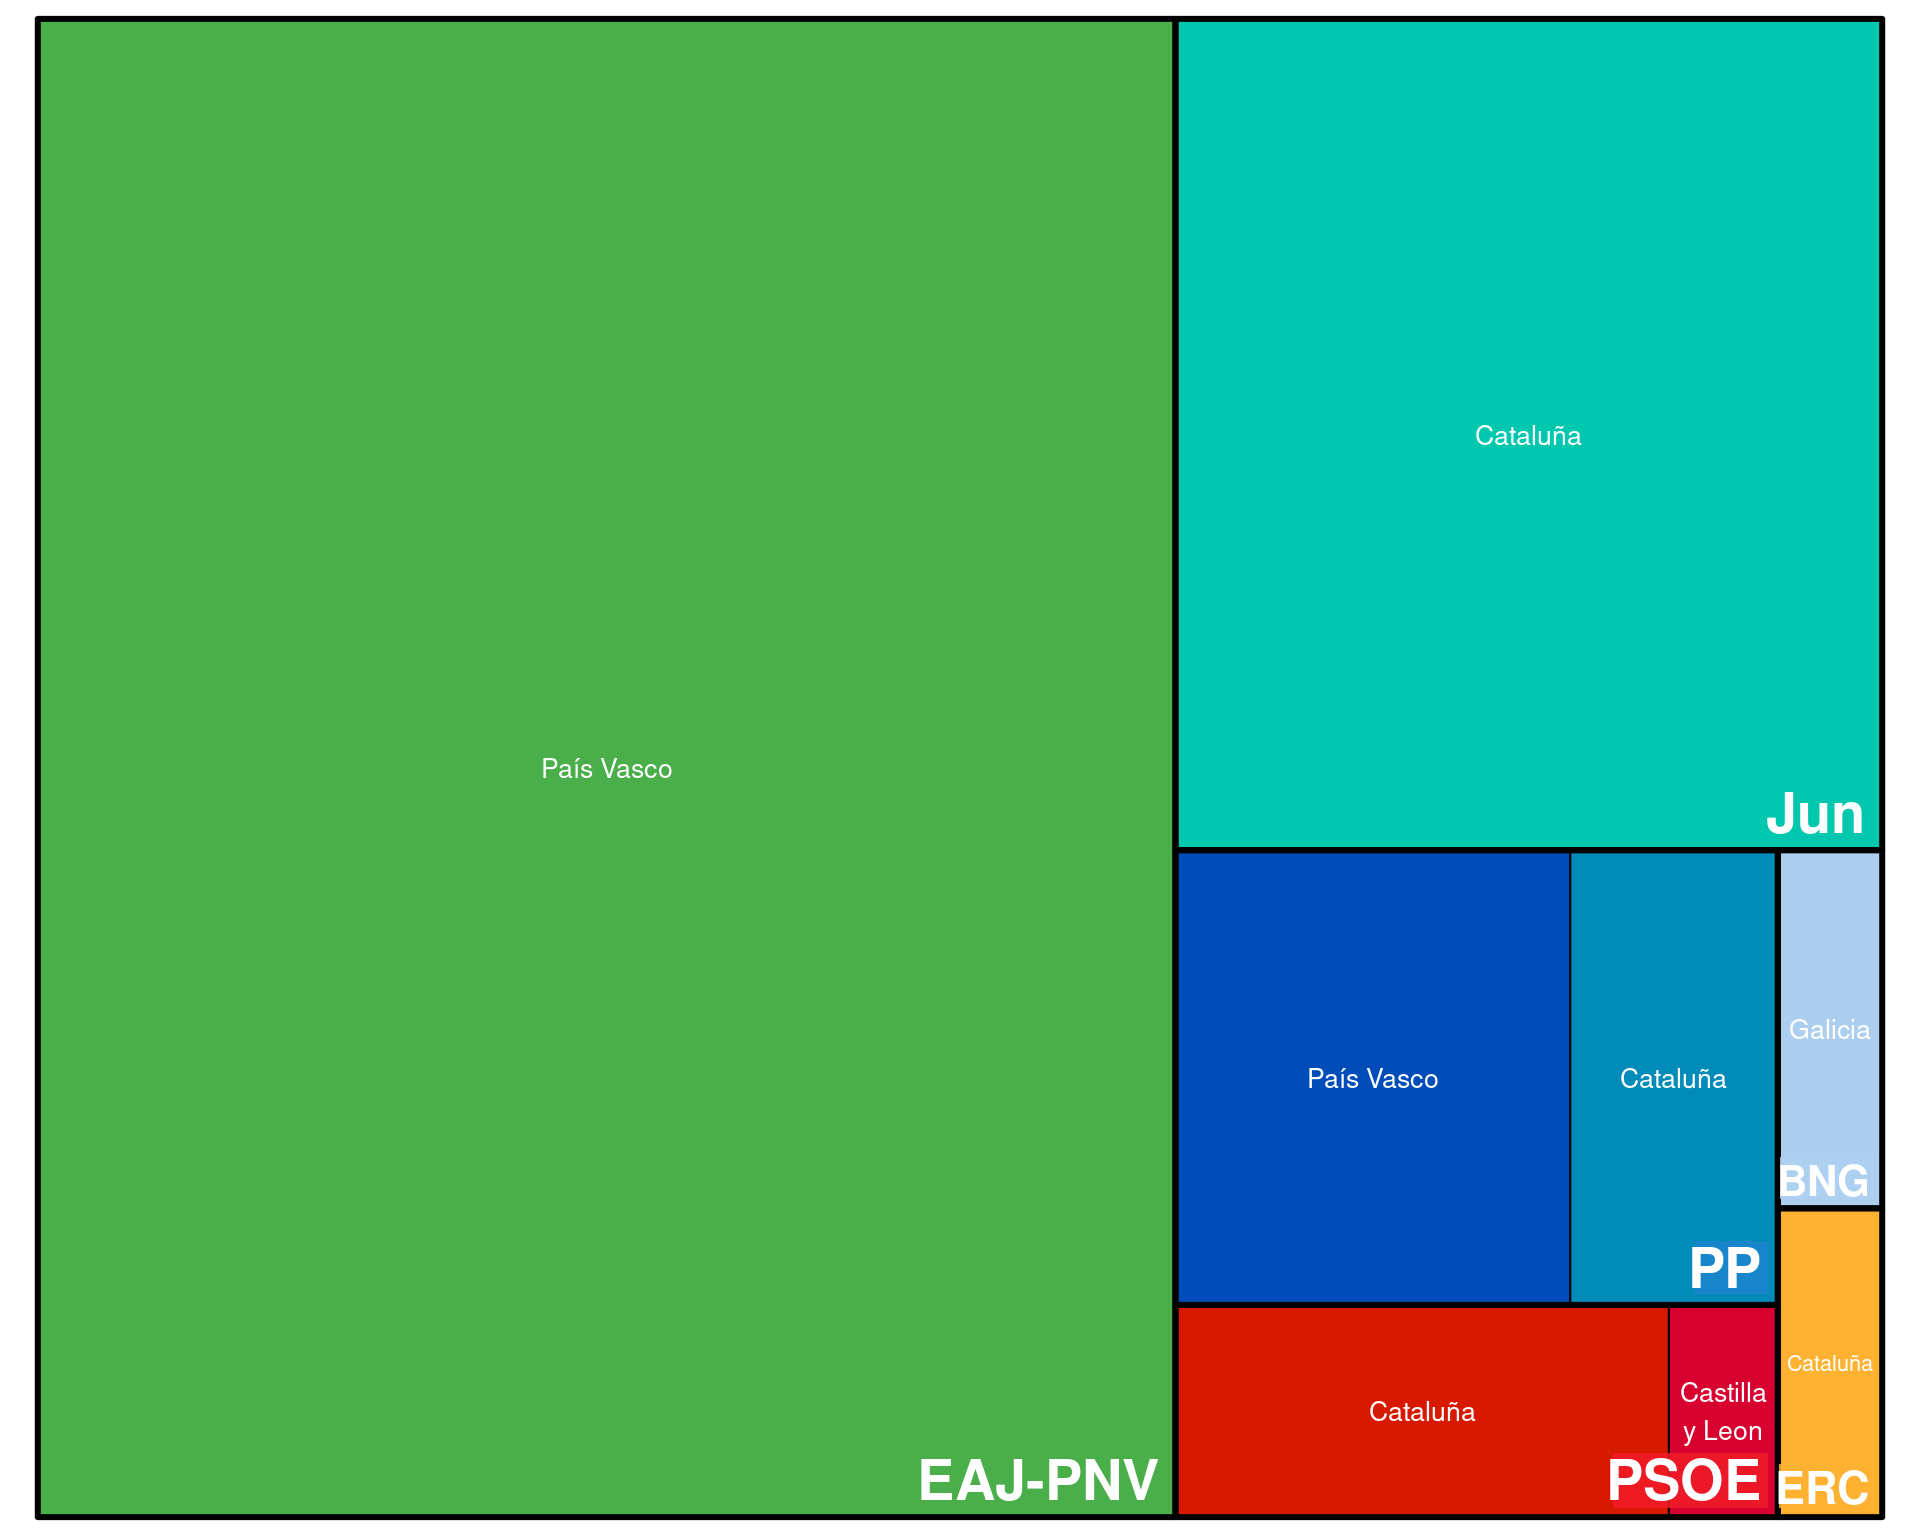 País Vasco
EAJ-PNV
Cataluña
Jun
País Vasco
Cataluña
PP
Galicia
BNG
Cataluña
Castilla
y Leon
PSOE
Cataluña
ERC